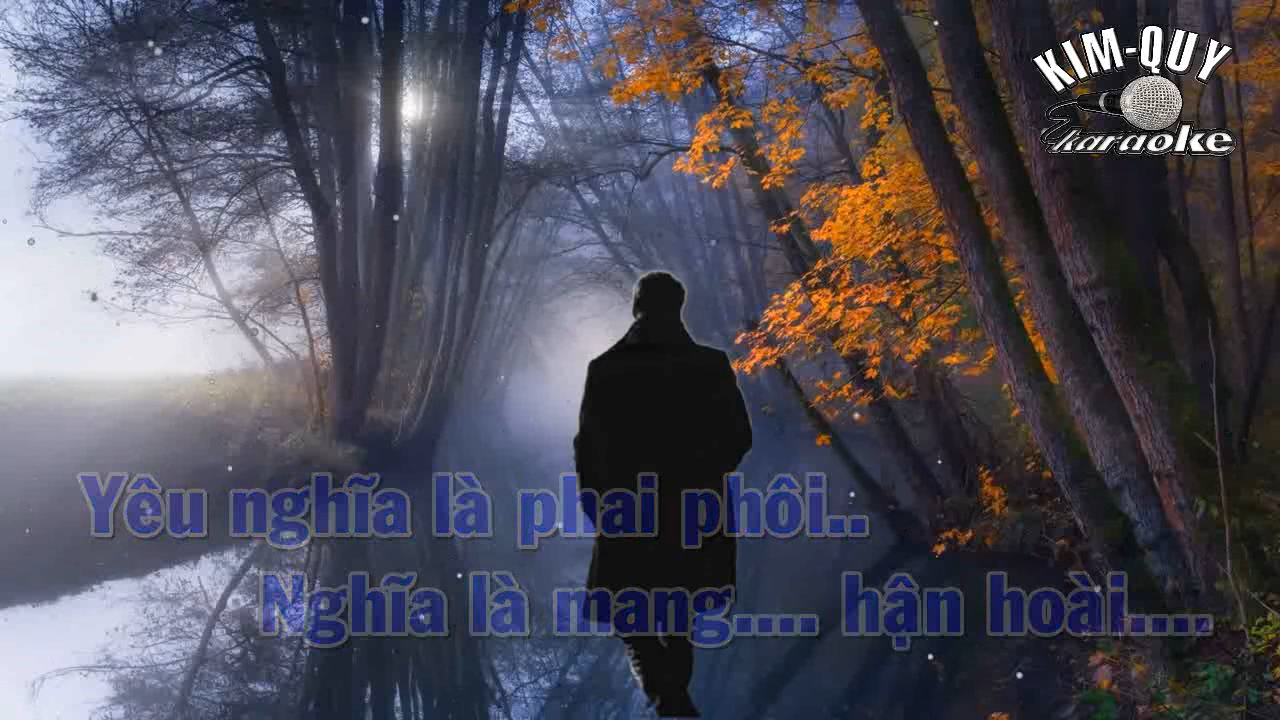 KIM-QUY
karaoke
Yêu nghĩa là phai phôi..
Nghĩa là mang.... hận hoài....